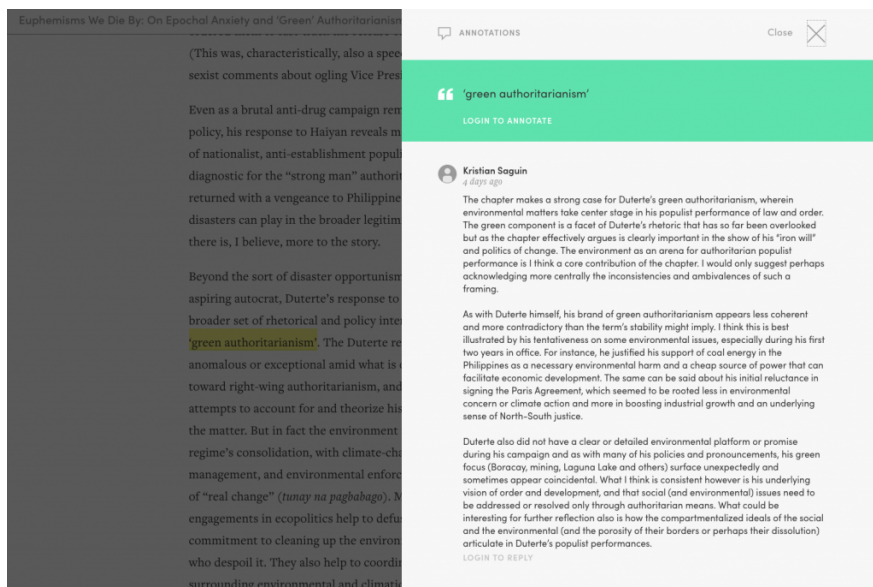 Euphemisms We Die By: On Epochal Anxiety and ‘Green’ Authoritarianism
(This was, characteristically, also a spee
sexist comments about ogling Vice Pres
Even as a brutal anti-drug campaign rem
policy, his response to Haiyan reveals m
of nationalist, anti-establishment populi
diagnostic for the “strong man” authorit
returned with a vengeance to Philippine
disasters can play in the broader legitim
there is, I believe, more to the story.
Beyond the sort of disaster opportunism
aspiring autocrat, Duterte’s response to
broader set of rhetorical and policy inte
‘green authoritarianism’. The Duterte re
anomalous or exceptional amid what is
toward right-wing authoritarianism, and
attempts to account for and theorize his
the matter. But in fact the environment
regime’s consolidation, with climate-cha
management, and environmental enforc
of “real change” (tunay na pagbabago). M
engagements in ecopolitics help to defu
commitment to cleaning up the environ
who despoil it. They also help to coordi
surrounding environmental and climatic
ANNOTATIONS
Close
‘green authoritarianism’
LOGIN TO ANNOTATE
Kristian Saguin
4 days ago
The chapter makes a strong case for Duterte’s green authoritarianism, wherein
environmental matters take center stage in his populist performance of law and order.
The green component is a facet of Duterte’s rhetoric that has so far been overlooked
but as the chapter effectively argues is clearly important in the show of his “iron will”
and politics of change. The environment as an arena for authoritarian populist
performance is I think a core contribution of the chapter. I would only suggest perhaps
acknowledging more centrally the inconsistencies and ambivalences of such a
framing.
As with Duterte himself, his brand of green authoritarianism appears less coherent
and more contradictory than the term’s stability might imply. I think this is best
illustrated by his tentativeness on some environmental issues, especially during his first
two years in office. For instance, he justified his support of coal energy in the
Philippines as a necessary environmental harm and a cheap source of power that can
facilitate economic development. The same can be said about his initial reluctance in
signing the Paris Agreement, which seemed to be rooted less in environmental
concern or climate action and more in boosting industrial growth and an underlying
sense of North-South justice.
Duterte also did not have a clear or detailed environmental platform or promise
during his campaign and as with many of his policies and pronouncements, his green
focus (Boracay, mining, Laguna Lake and others) surface unexpectedly and
sometimes appear coincidental. What I think is consistent however is his underlying
vision of order and development, and that social (and environmental) issues need to
be addressed or resolved only through authoritarian means. What could be
interesting for further reflection also is how the compartmentalized ideals of the social
and the environmental (and the porosity of their borders or perhaps their dissolution)
articulate in Duterte’s populist performances.
LOGIN TO REPLY